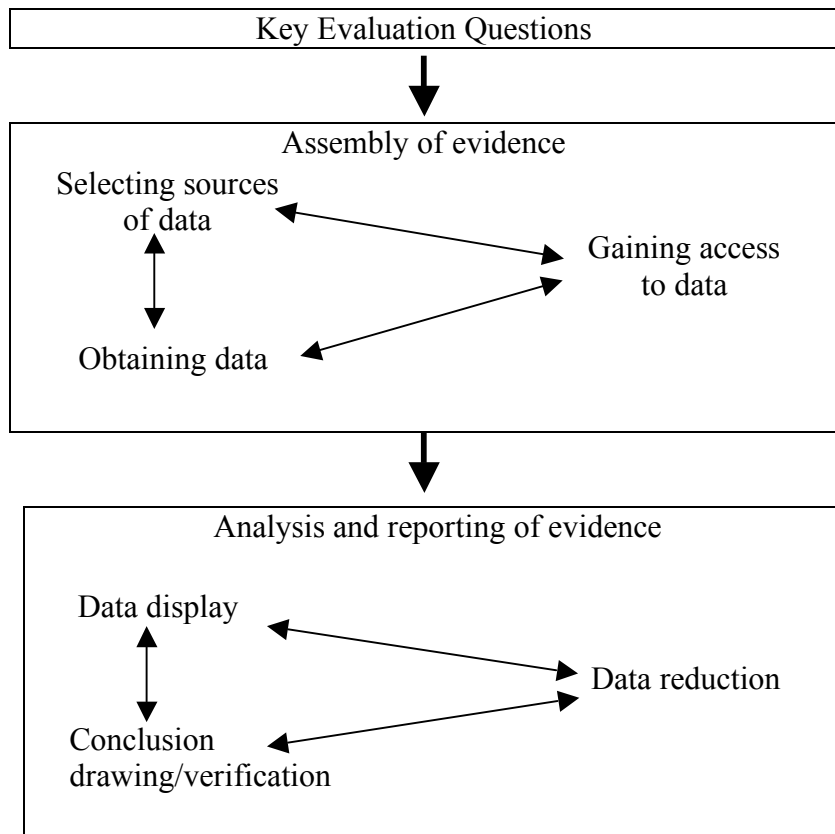 Key Evaluation Questions
Assembly of evidence
Selecting sources
of data
Gaining access
to data
Obtaining data
Analysis and reporting of evidence
Data display
Data reduction
Conclusion
drawing/verification